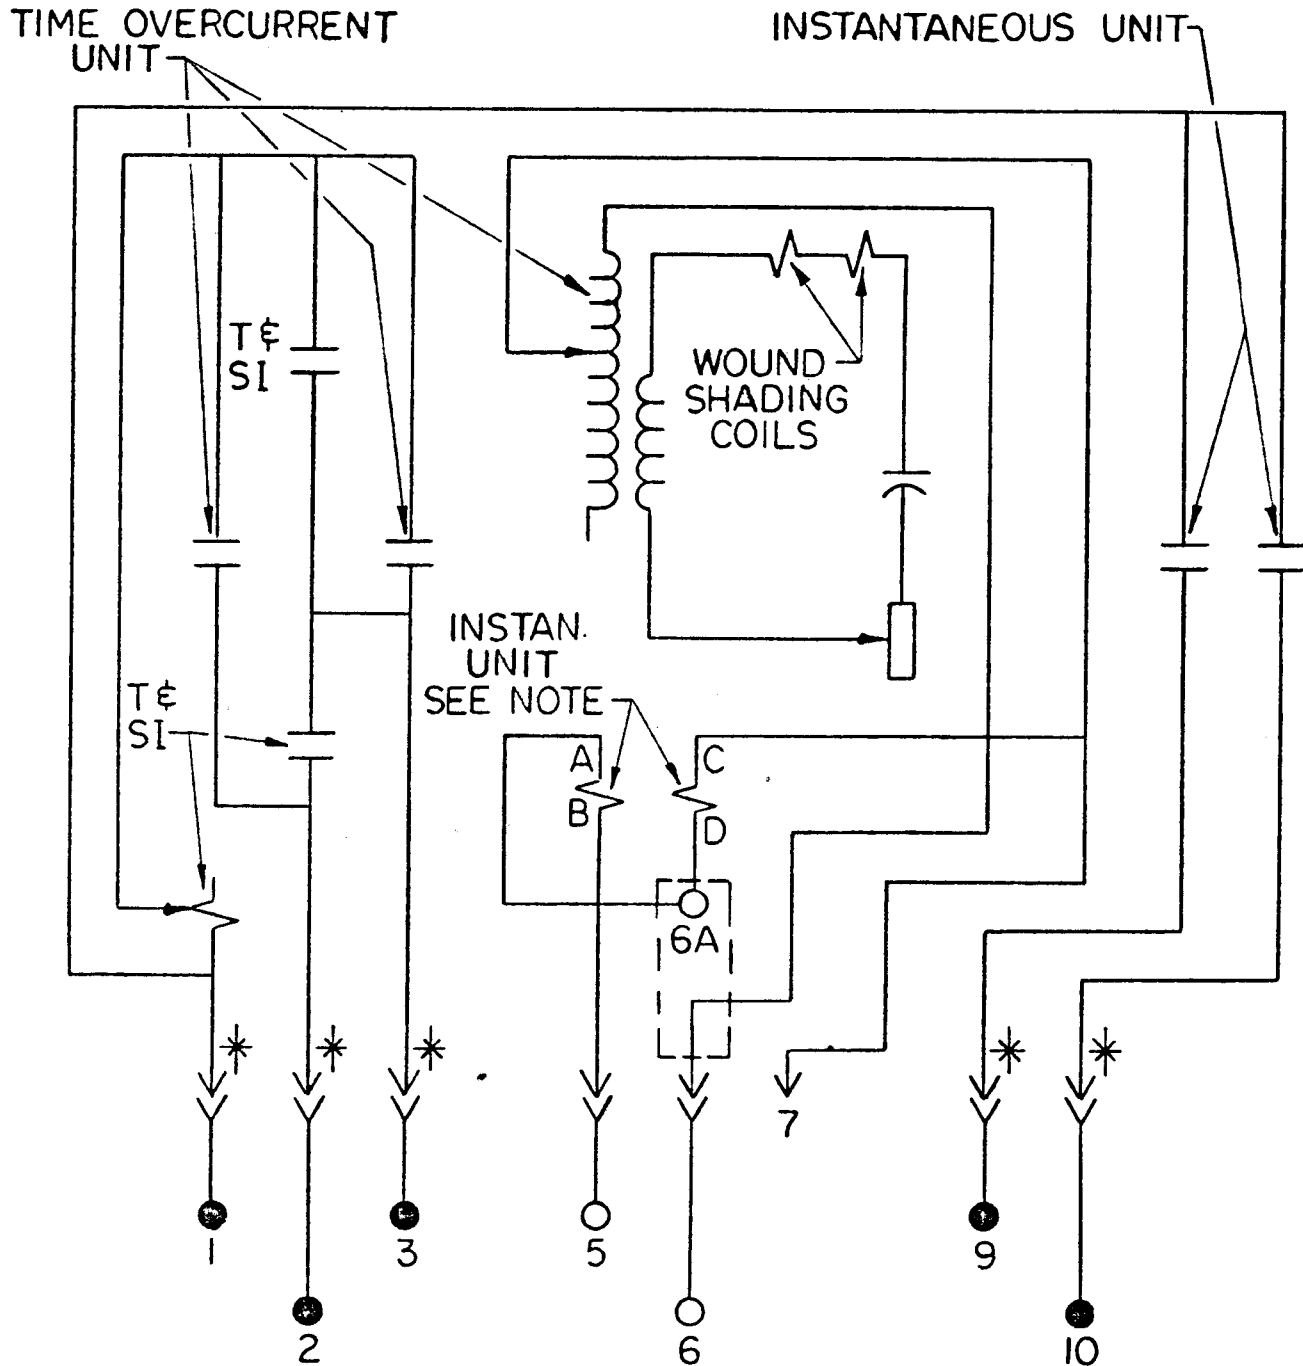 TIME OVERCURRENT
UNIT
INSTANTANEOUS UNIT
T&
SI
WOUND
SHADING
COILS
INSTAN.
UNIT
SEE NOTE
T&
SI
A
B
C
D
6A
*
*
*
*
*
7
1
3
5
9
2
6
10